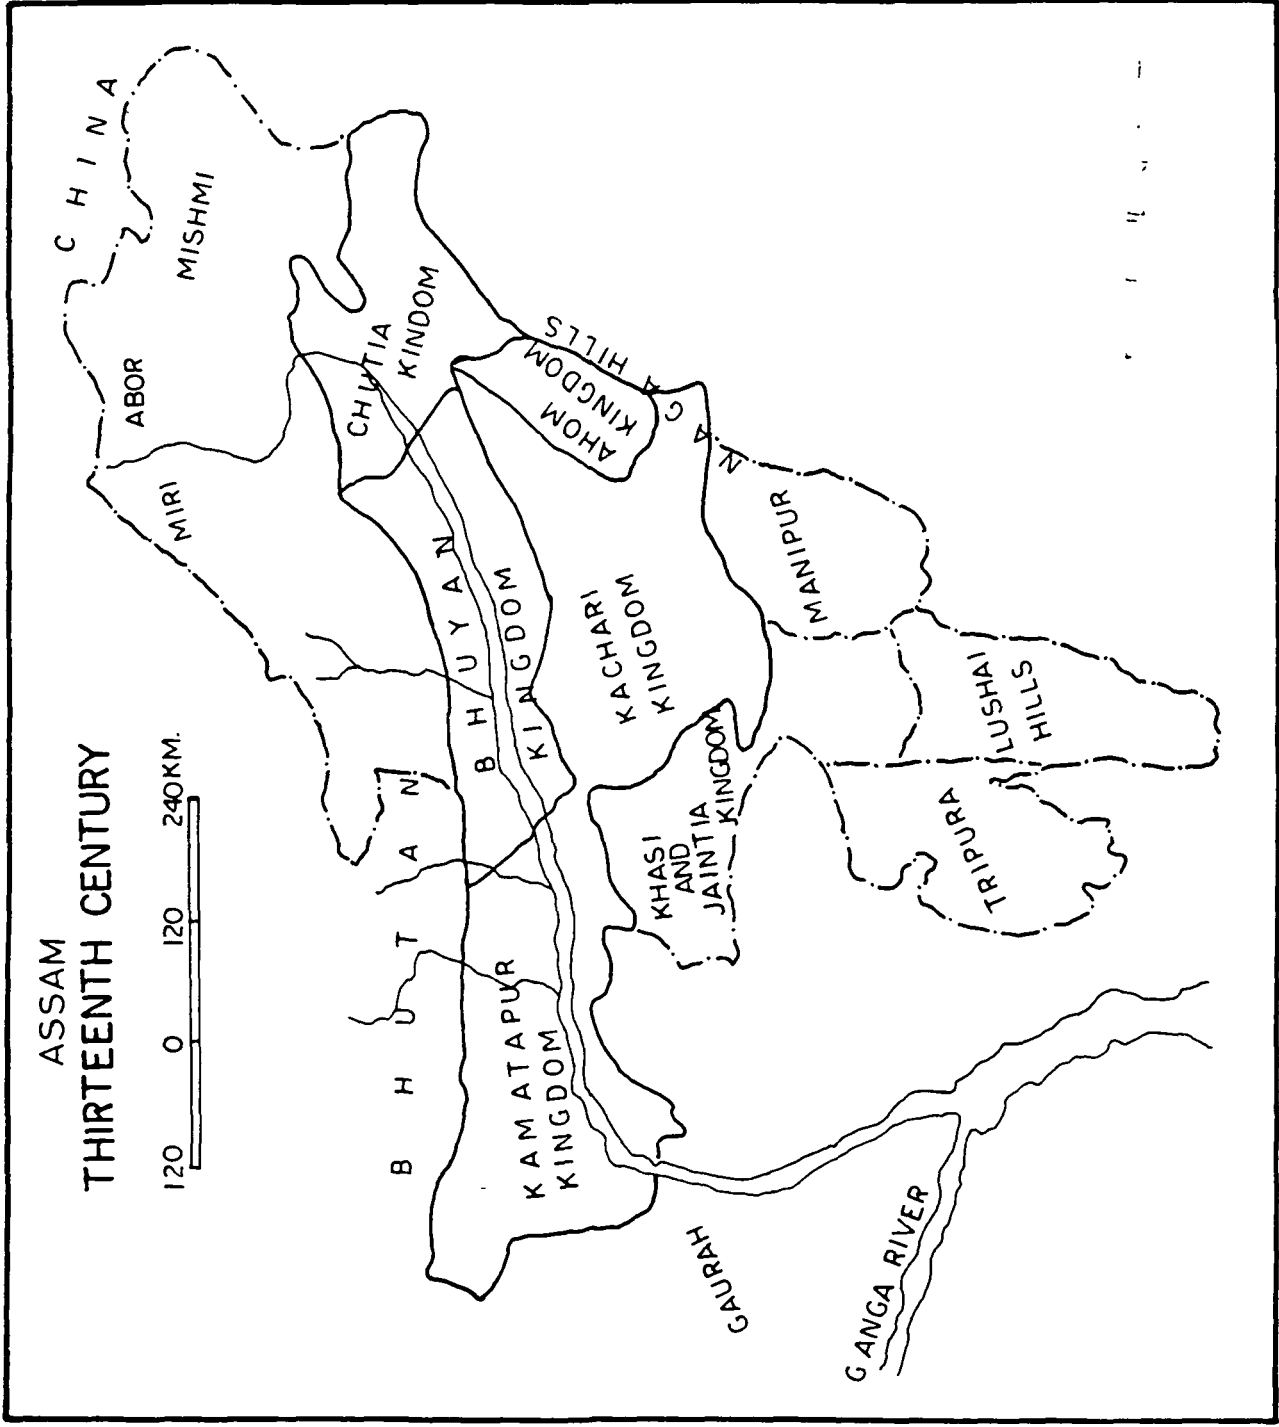 ASSAM
THIRTEENTH CENTURY
120 0 120 240KM.
CHINA
MISHMI
ABOR
MIRI
CHUTIA
KINDOM
BHUTAN
BHUYAN
KINGDOM
AHOM
KINGDOM
NAGA HILLS
KAMATAPUR
KINGDOM
KACHARI
KINGDOM
KHASI
AND
JAINTIA
KINGDOM
MANIPUR
LUSHAI
HILLS
TRIPURA
GAURAH
GANGA RIVER